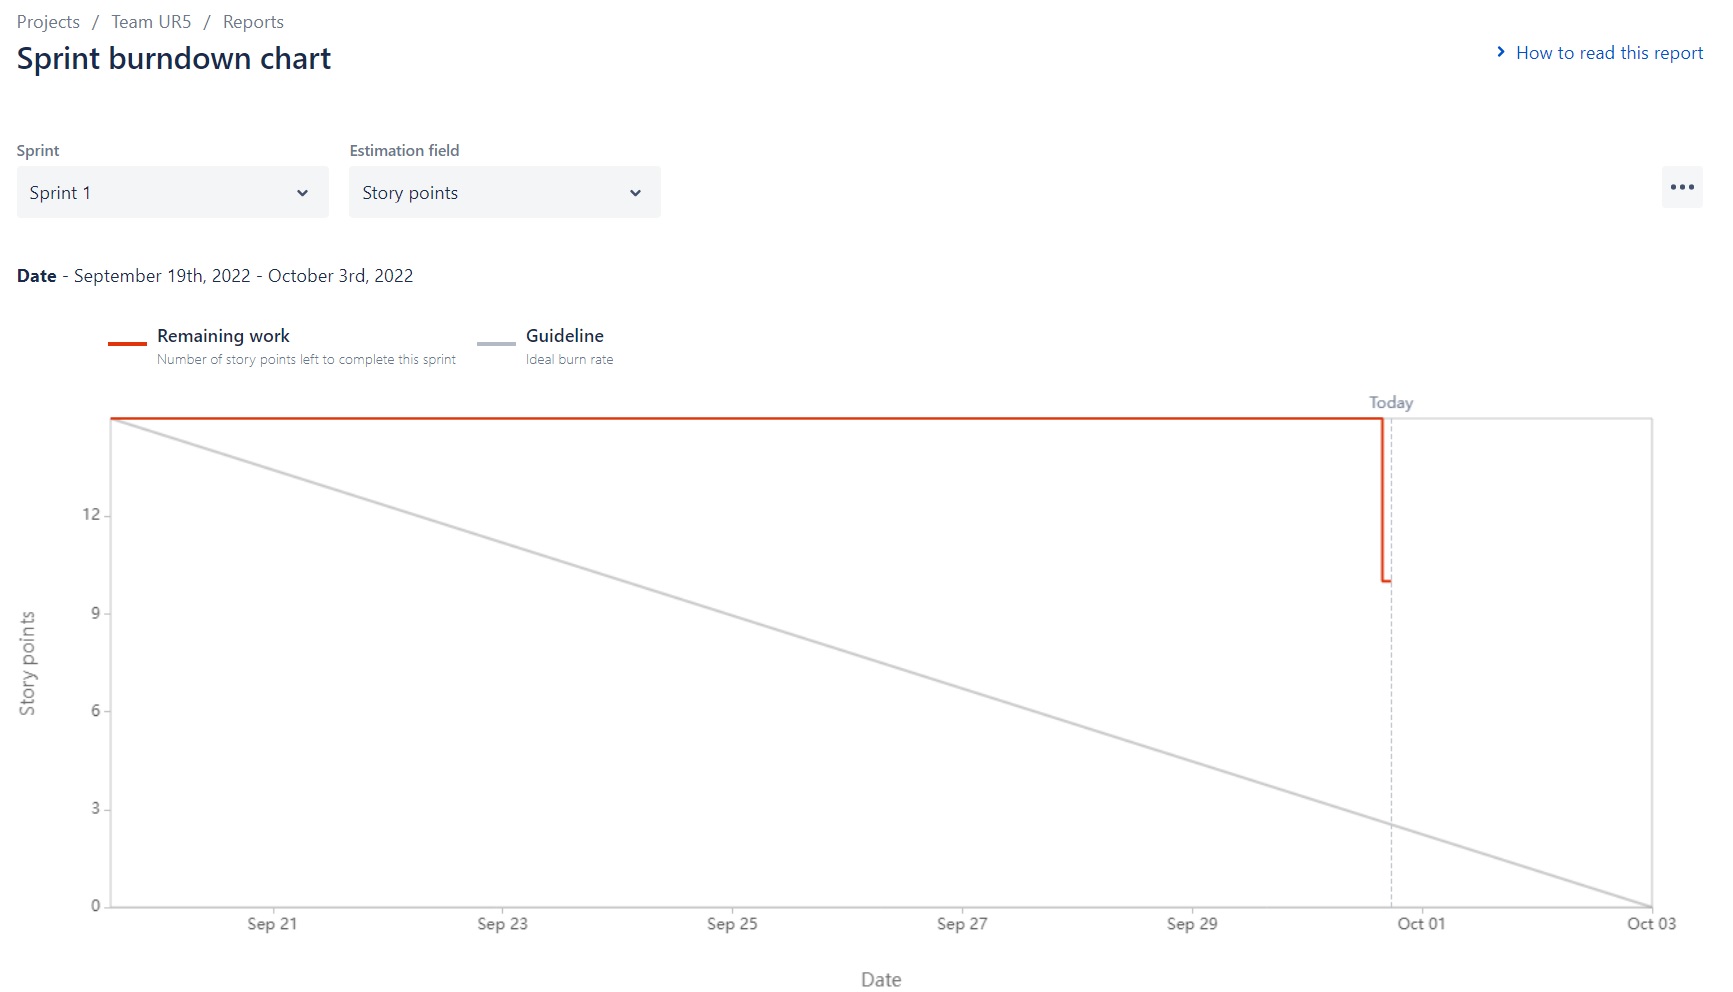 Projects / Team UR5 / Reports
Sprint burndown chart
How to read this report
Sprint
Estimation field
Sprint 1
Story points
Date - September 19th, 2022 - October 3rd, 2022
Remaining work
Number of story points left to complete this sprint
Guideline
Ideal burn rate
Today
12
9
6
3
0
Story points
Sep 21
Sep 23
Sep 25
Sep 27
Sep 29
Oct 01
Oct 03
Date